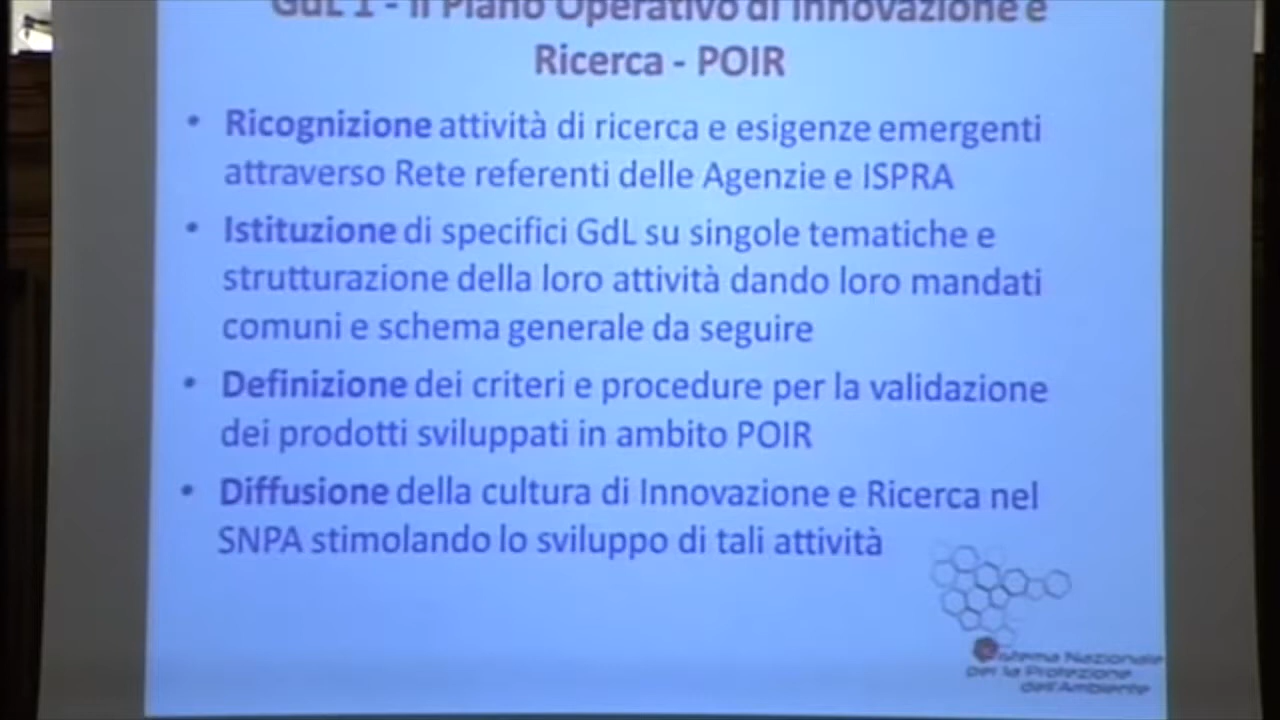 GdL 1 - Il Piano Operativo di Innovazione e
Ricerca - POIR
• Ricognizione attività di ricerca e esigenze emergenti
attraverso Rete referenti delle Agenzie e ISPRA
• Istituzione di specifici GdL su singole tematiche e
strutturazione della loro attività dando loro mandati
comuni e schema generale da seguire
• Definizione dei criteri e procedure per la validazione
dei prodotti sviluppati in ambito POIR
• Diffusione della cultura di Innovazione e Ricerca nel
SNPA stimolando lo sviluppo di tali attività
Sistema Nazionale
per la Protezione
dell'Ambiente